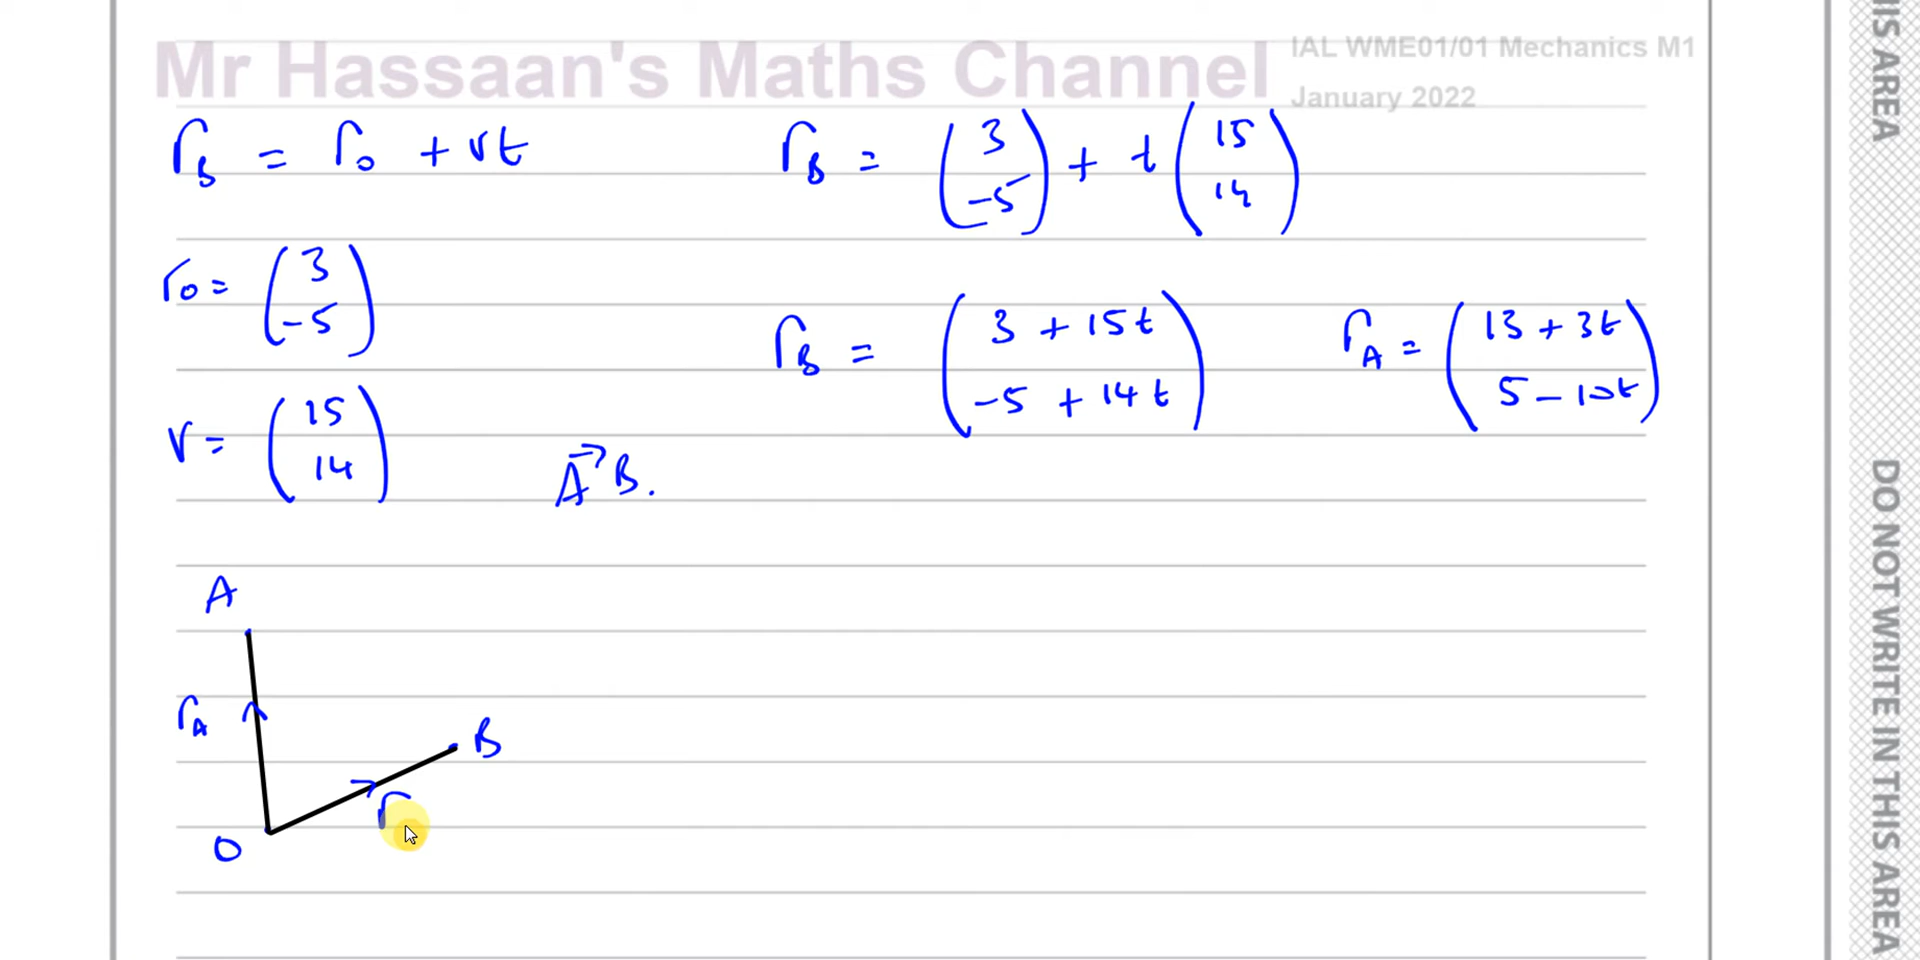 Mr Hassaan's Maths Channel
IAL WME01/01 Mechanics M1
January 2022
r_B = r_0 + vt
r_B = (3 -5) + t (15 14)
r_0 = (3 -5)
r_B = (3 + 15t -5 + 14t)
r_A = (13 + 3t 5 - 10t)
v = (15 14)
AB.
A
r_A
B
r
O
HIS AREA
DO NOT WRITE IN THIS AREA